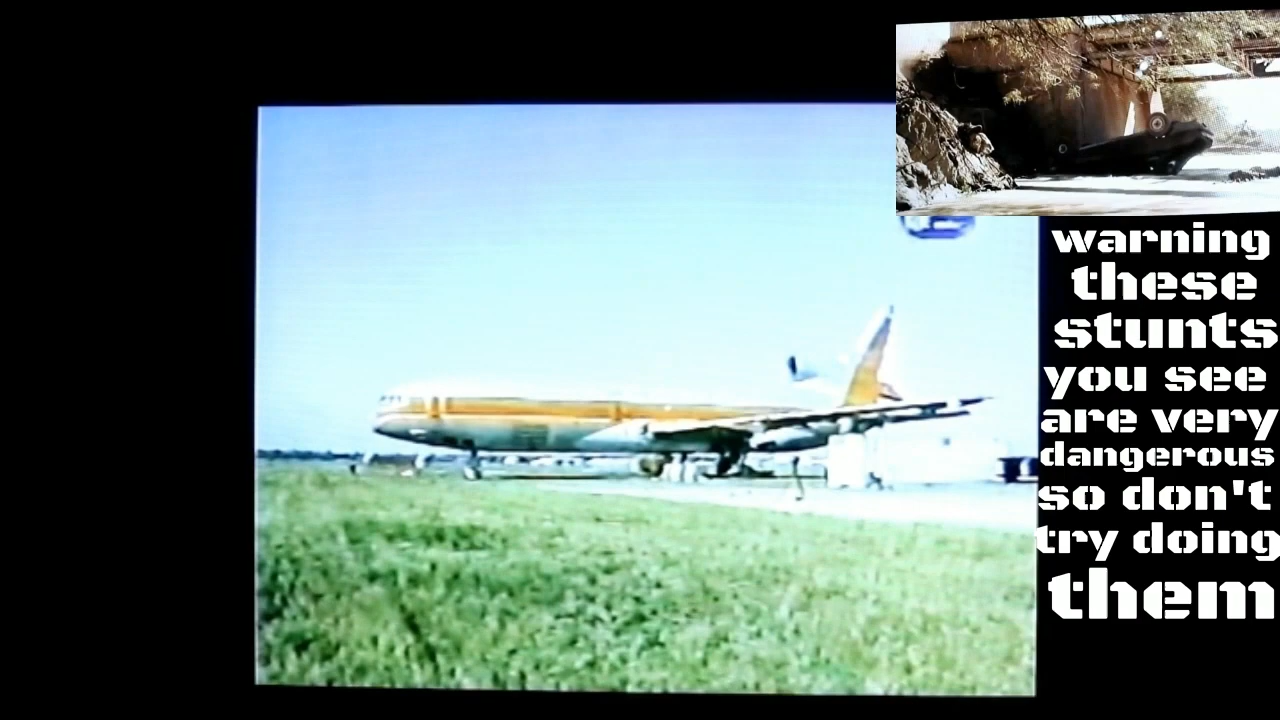 warning
these
stunts
you see
are very
dangerous
so don't
try doing
them